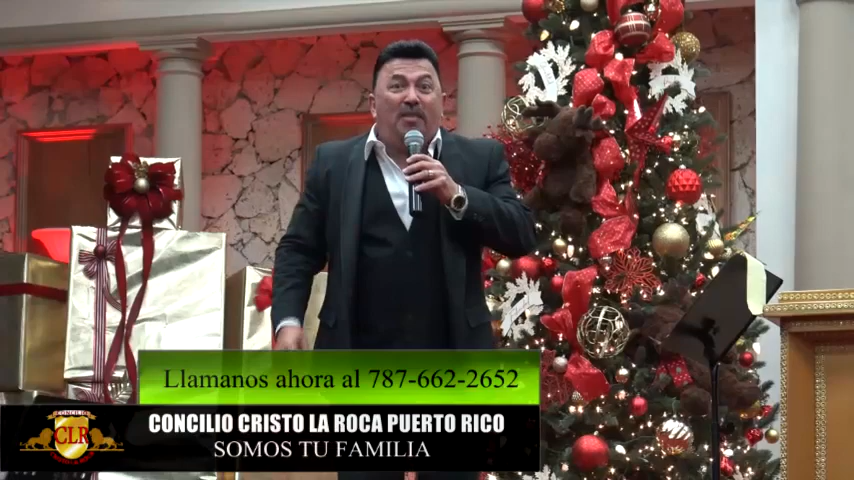 Llamanos ahora al 787-662-2652
CONCILIO CRISTO LA ROCA PUERTO RICO
SOMOS TU FAMILIA
CONCILIO
CLR